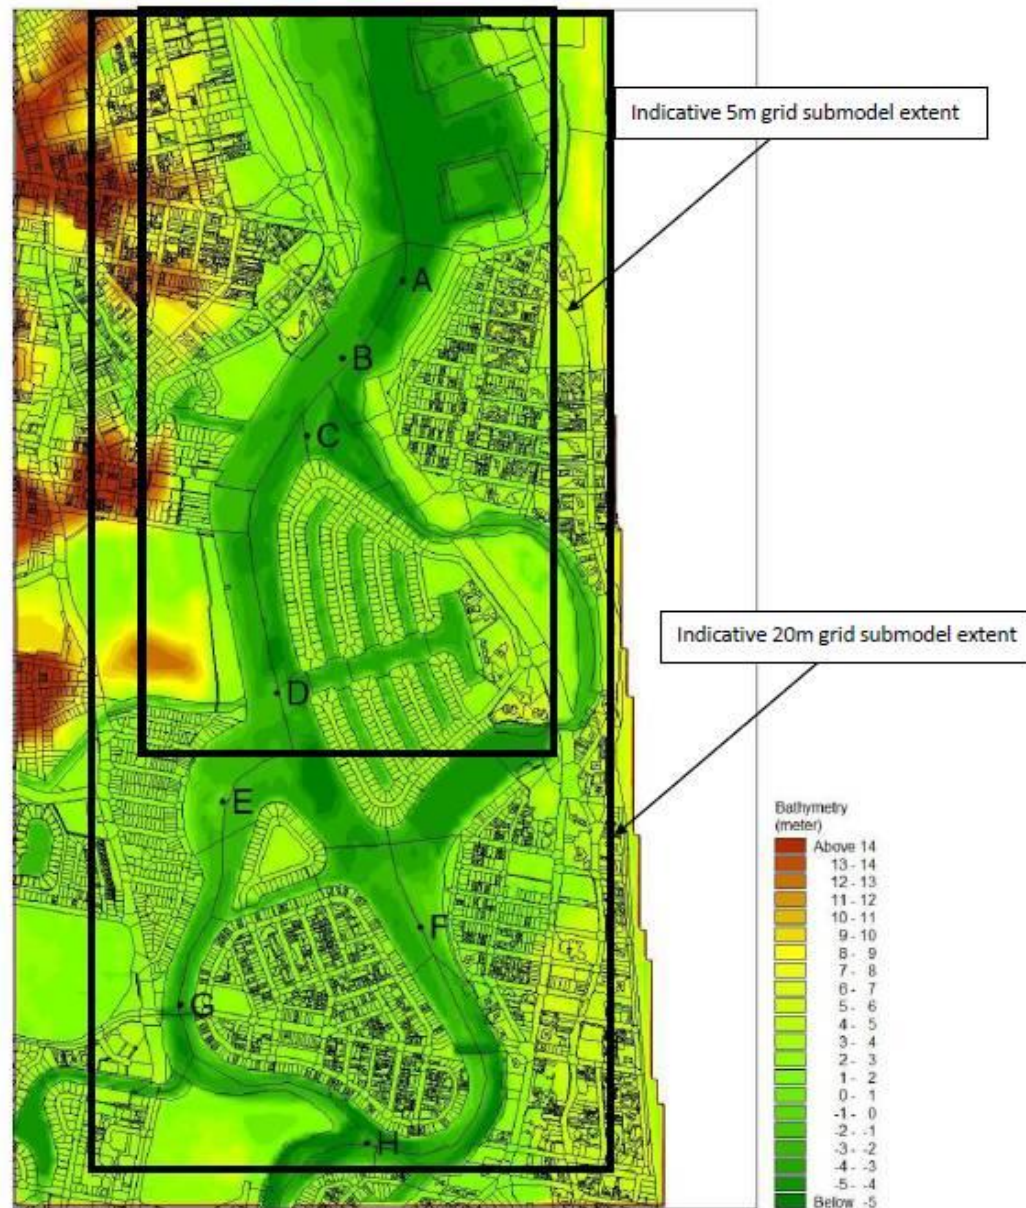 Indicative 5m grid submodel extent
A
B
C
Indicative 20m grid submodel extent
D
E
F
G
H
Bathymetry
(meter)
Above 14
13 - 14
12 - 13
11 - 12
10 - 11
9 - 10
8 - 9
7 - 8
6 - 7
5 - 6
4 - 5
3 - 4
2 - 3
1 - 2
0 - 1
-1 - 0
-2 - -1
-3 - -2
-4 - -3
-5 - -4
Below -5